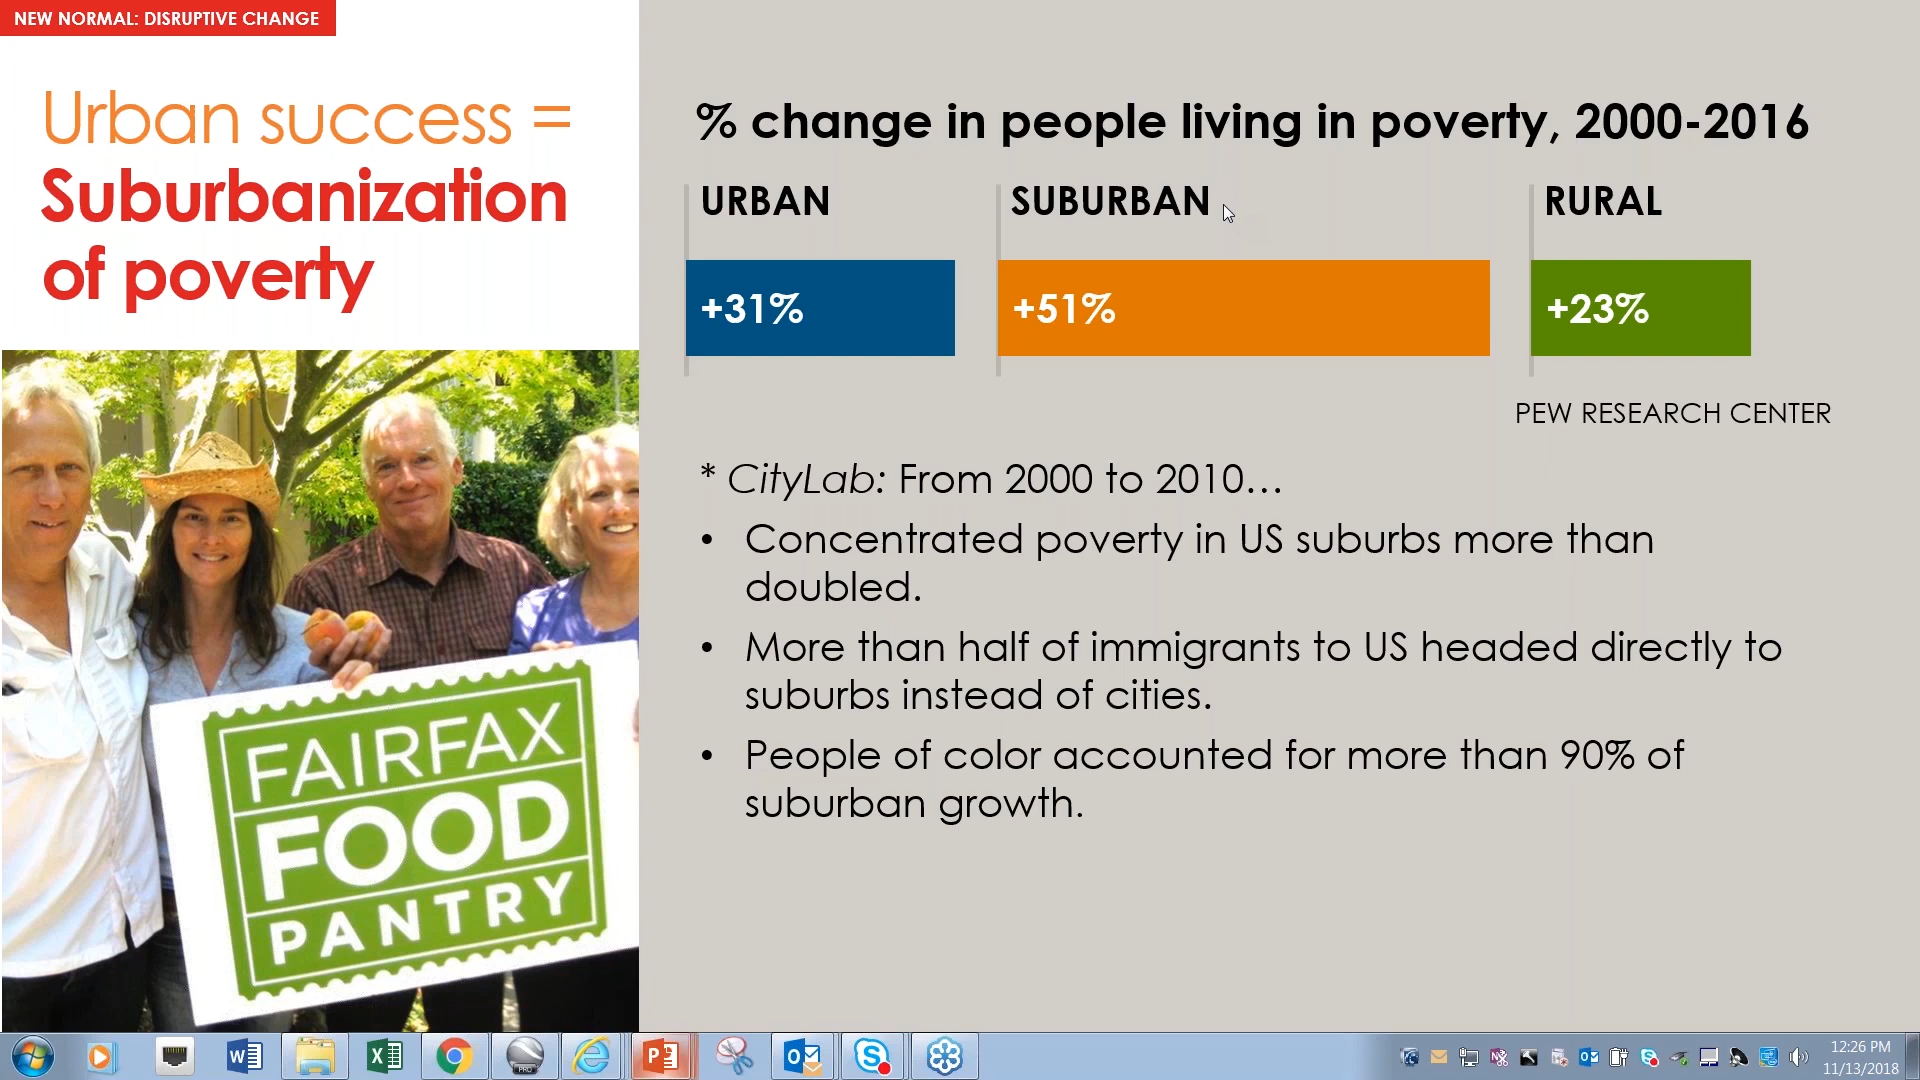 NEW NORMAL: DISRUPTIVE CHANGE
Urban success =
Suburbanization
of poverty
FAIRFAX
FOOD
PANTRY
% change in people living in poverty, 2000-2016
URBAN
SUBURBAN
RURAL
+31%
+51%
+23%
PEW RESEARCH CENTER
* CityLab: From 2000 to 2010…
• Concentrated poverty in US suburbs more than
doubled.
• More than half of immigrants to US headed directly to
suburbs instead of cities.
• People of color accounted for more than 90% of
suburban growth.
12:26 PM
11/13/2018